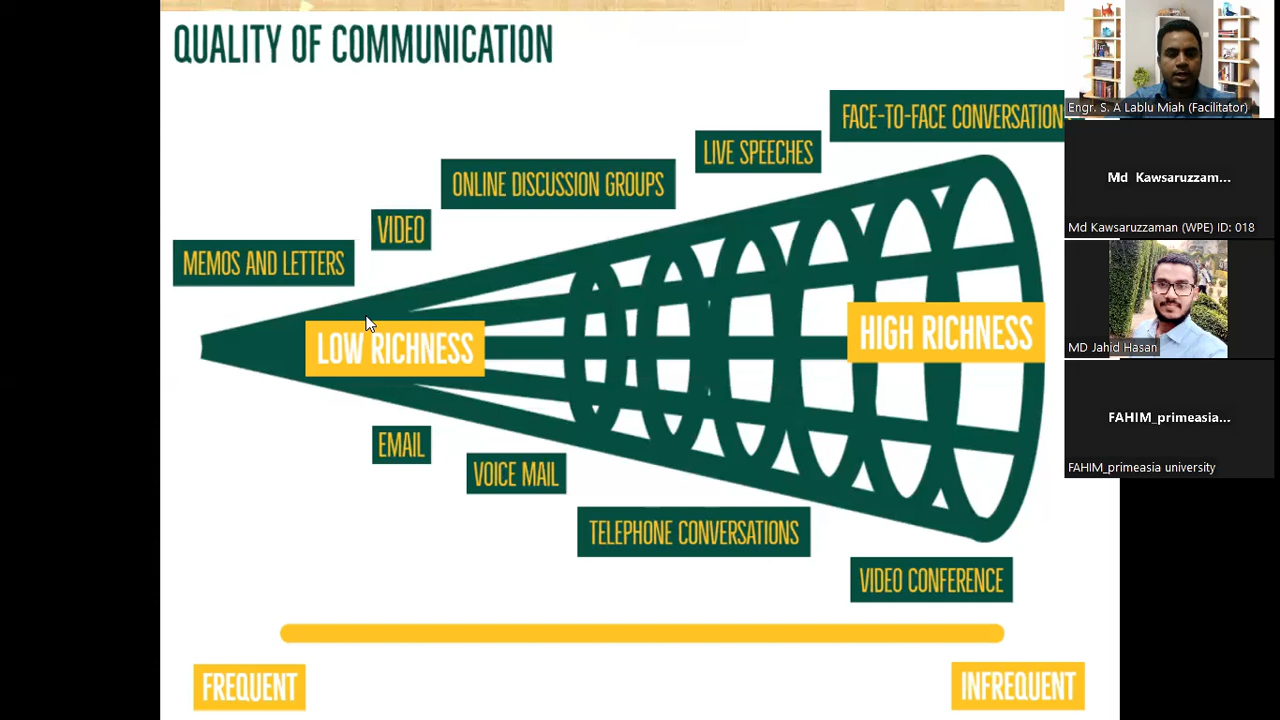 QUALITY OF COMMUNICATION
FACE-TO-FACE CONVERSATION
LIVE SPEECHES
ONLINE DISCUSSION GROUPS
VIDEO
MEMOS AND LETTERS
LOW RICHNESS
HIGH RICHNESS
EMAIL
VOICE MAIL
TELEPHONE CONVERSATIONS
VIDEO CONFERENCE
FREQUENT
INFREQUENT
Engr. S. A Lablu Miah (Facilitator)
Md Kawsaruzzam...
Md Kawsaruzzaman (WPE) ID: 018
MD Jahid Hasan
FAHIM_primeasia...
FAHIM_primeasia university